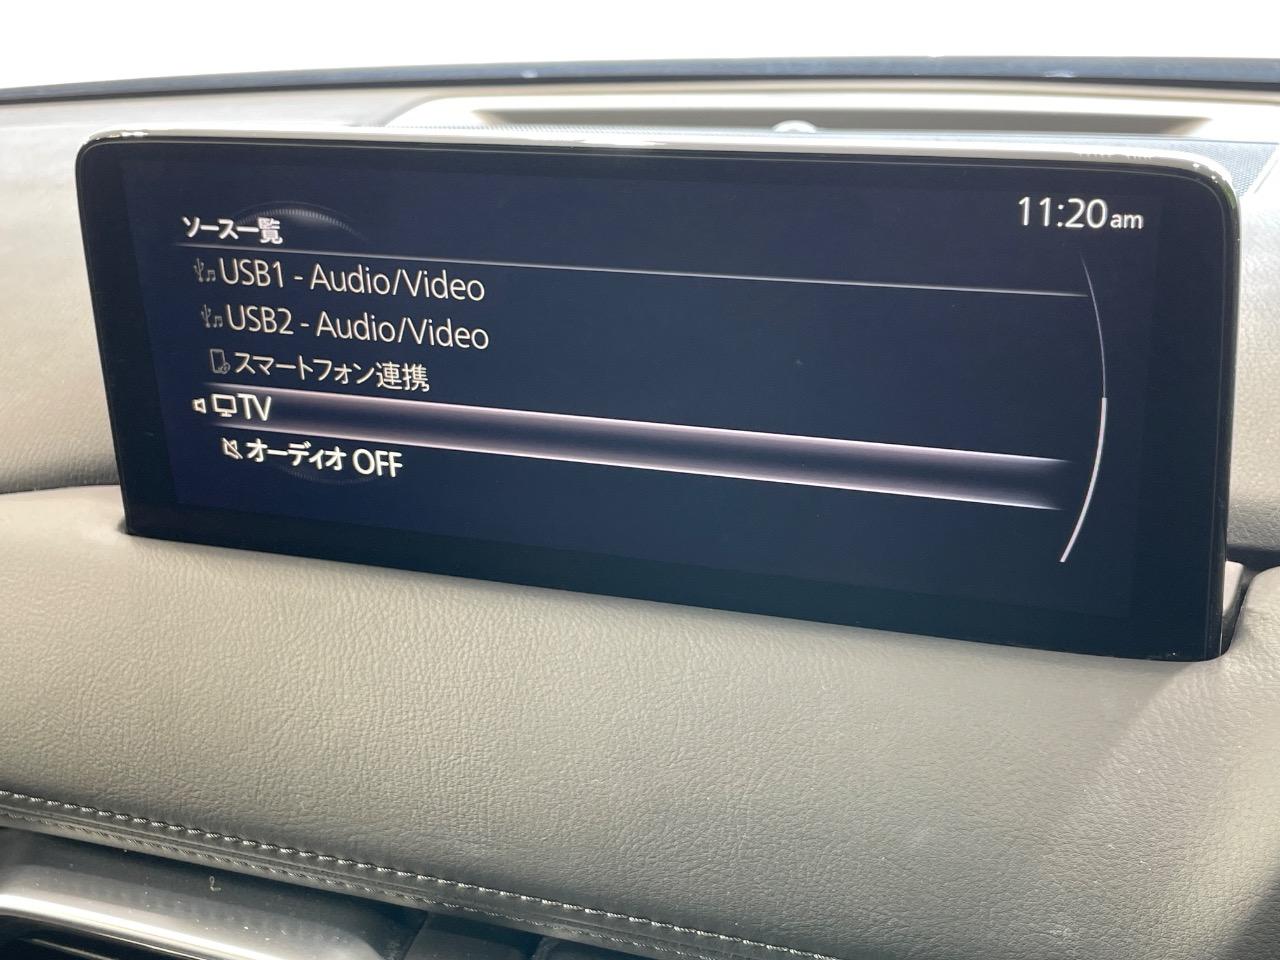 ソース一覧
11:20am
USB1 - Audio/Video
USB2 - Audio/Video
スマートフォン連携
TV
オーディオ OFF